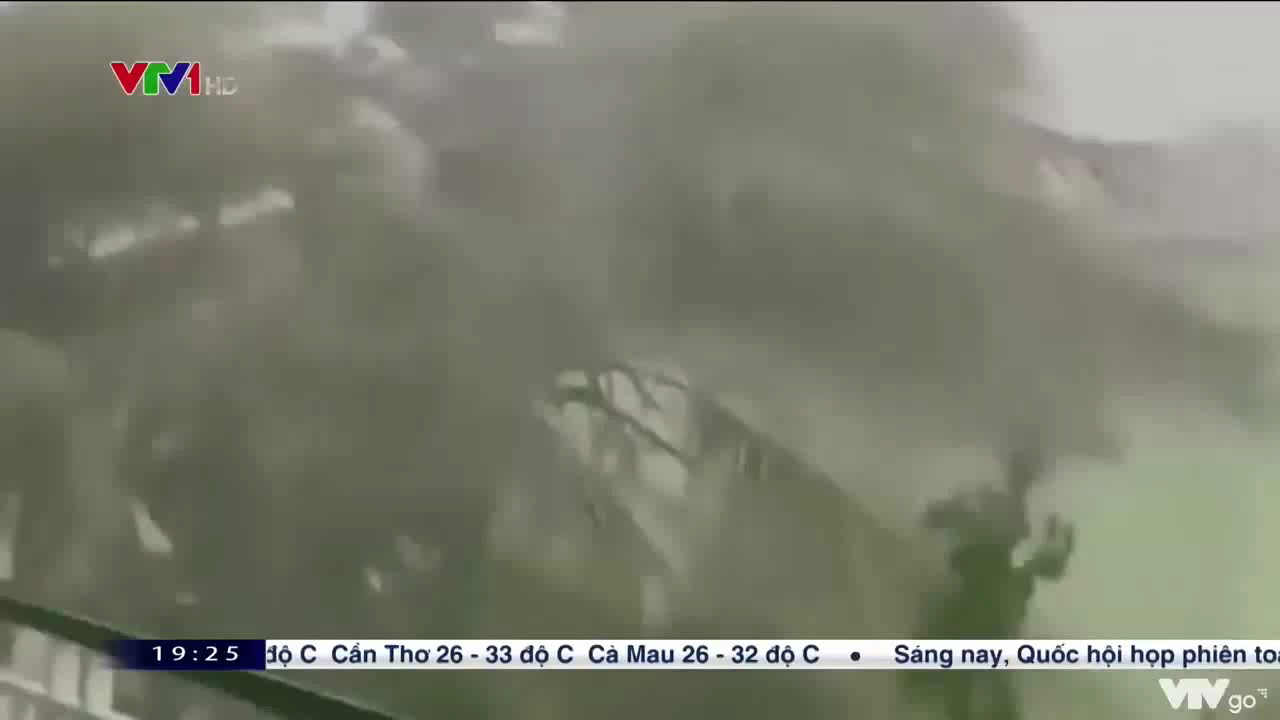 VTV1 HD
19:25 độ C Cần Thơ 26 - 33 độ C Cà Mau 26 - 32 độ C • Sáng nay, Quốc hội họp phiên
VTV go